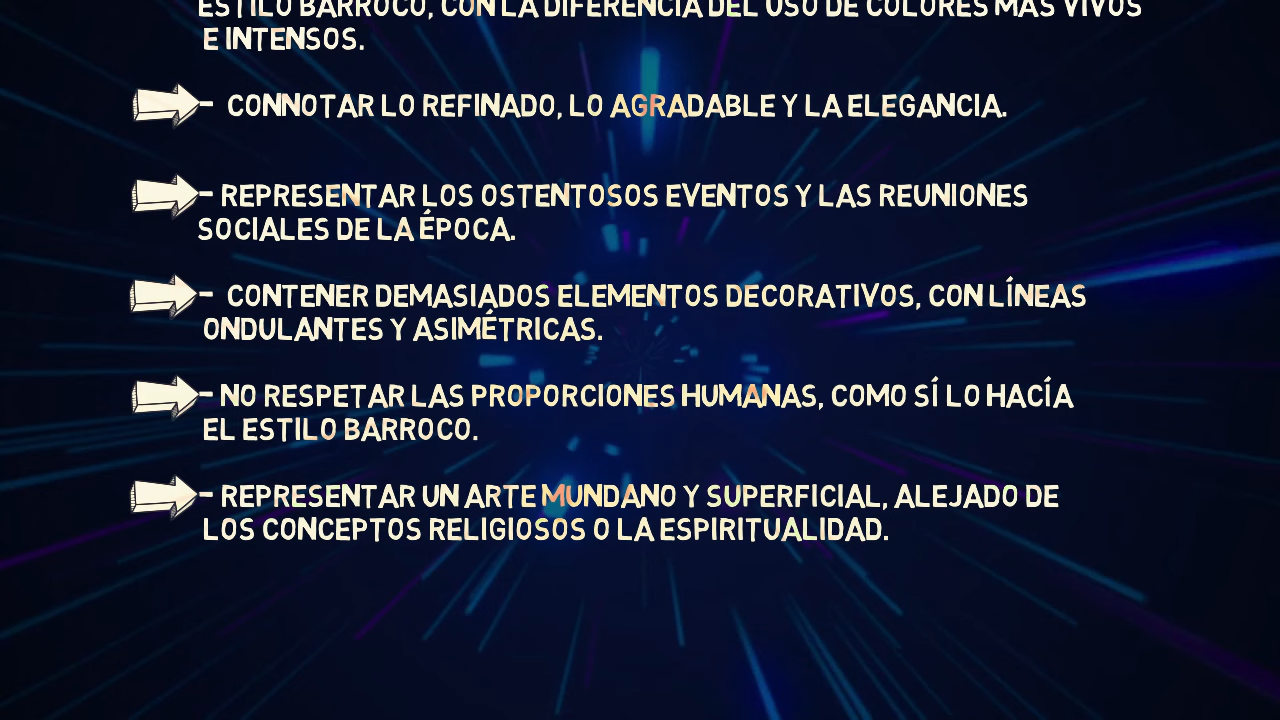 ESTILO BARROCO, CON LA DIFERENCIA DEL USO DE COLORES MÁS VIVOS
E INTENSOS.
- CONNOTAR LO REFINADO, LO AGRADABLE Y LA ELEGANCIA.
- REPRESENTAR LOS OSTENTOSOS EVENTOS Y LAS REUNIONES
SOCIALES DE LA ÉPOCA.
- CONTENER DEMASIADOS ELEMENTOS DECORATIVOS, CON LÍNEAS
ONDULANTES Y ASIMÉTRICAS.
- NO RESPETAR LAS PROPORCIONES HUMANAS, COMO SÍ LO HACÍA
EL ESTILO BARROCO.
- REPRESENTAR UN ARTE MUNDANO Y SUPERFICIAL, ALEJADO DE
LOS CONCEPTOS RELIGIOSOS O LA ESPIRITUALIDAD.